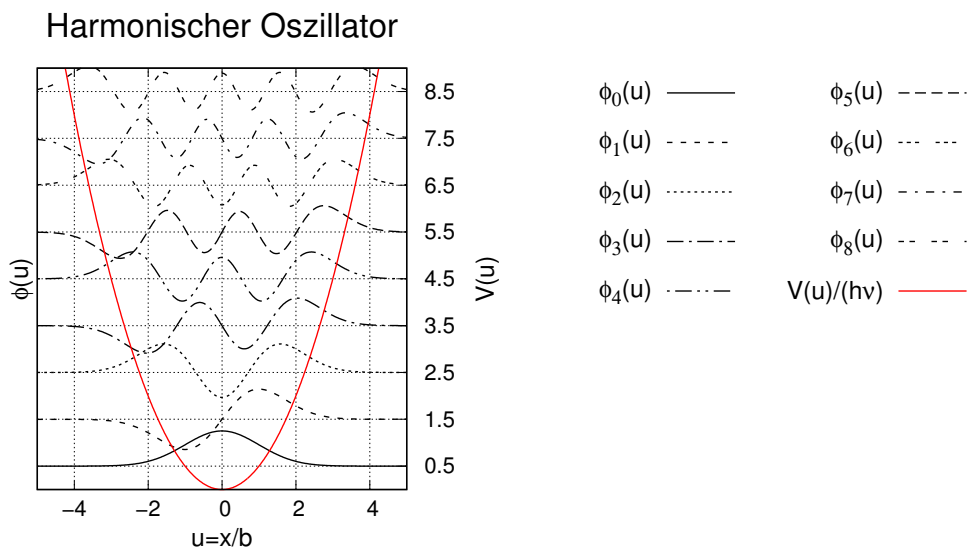 Harmonischer Oszillator
ϕ(u)
8.5
7.5
6.5
5.5
4.5
3.5
2.5
1.5
0.5
V(u)
−4 −2 0 2 4
u=x/b
ϕ₀(u)
ϕ₁(u)
ϕ₂(u)
ϕ₃(u)
ϕ₄(u)
ϕ₅(u)
ϕ₆(u)
ϕ₇(u)
ϕ₈(u)
V(u)/(hν)